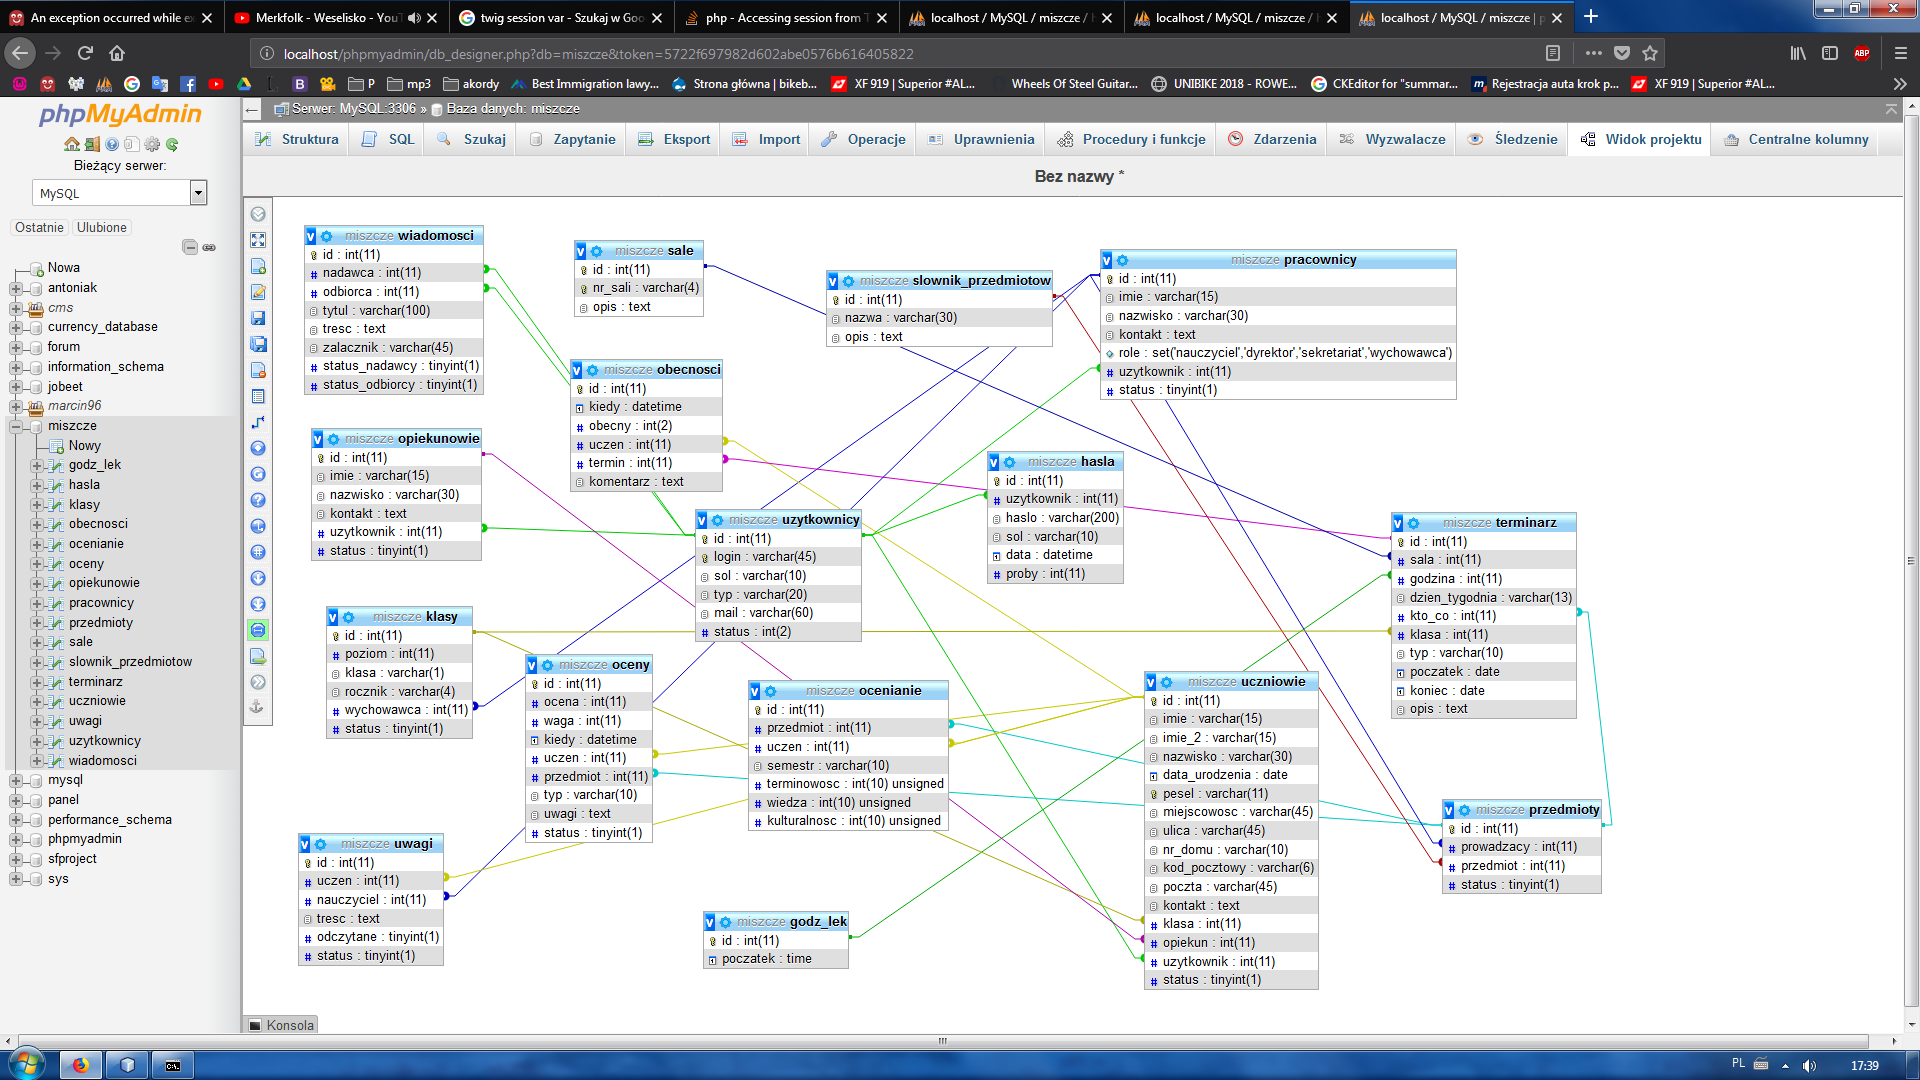 An exception occurred while ex
Merkfolk - Weselisko - YouT
twig session var - Szukaj w Goo
php - Accessing session from T
localhost / MySQL / miszcze / 
localhost / MySQL / miszcze / 
localhost / MySQL / miszcze | p
localhost/phpmyadmin/db_designer.php?db=miszcze&token=5722f697982d602abe0576b616405822
ABP
P
mp3
akordy
Best Immigration lawy...
Strona główna | bikeb...
XF 919 | Superior #AL...
Wheels Of Steel Guitar...
UNIBIKE 2018 - ROWE...
CKEditor for "summar...
Rejestracja auta krok p...
XF 919 | Superior #AL...
phpMyAdmin
Bieżący serwer:
MySQL
Ostatnie
Ulubione
Nowa
antoniak
cms
currency_database
forum
information_schema
jobeet
marcin96
miszcze
Nowy
godz_lek
hasla
klasy
obecnosci
ocenianie
oceny
opiekunowie
pracownicy
przedmioty
sale
slownik_przedmiotow
terminarz
uczniowie
uwagi
uzytkownicy
wiadomosci
mysql
panel
performance_schema
phpmyadmin
sfproject
sys
Serwer: MySQL:3306 » Baza danych: miszcze
Struktura
SQL
Szukaj
Zapytanie
Eksport
Import
Operacje
Uprawnienia
Procedury i funkcje
Zdarzenia
Wyzwalacze
Śledzenie
Widok projektu
Centralne kolumny
Bez nazwy *
miszcze wiadomosci
id : int(11)
nadawca : int(11)
odbiorca : int(11)
tytul : varchar(100)
tresc : text
zalacznik : varchar(45)
status_nadawcy : tinyint(1)
status_odbiorcy : tinyint(1)
miszcze sale
id : int(11)
nr_sali : varchar(4)
opis : text
miszcze slownik_przedmiotow
id : int(11)
nazwa : varchar(30)
opis : text
miszcze pracownicy
id : int(11)
imie : varchar(15)
nazwisko : varchar(30)
kontakt : text
role : set('nauczyciel','dyrektor','sekretariat','wychowawca')
uzytkownik : int(11)
status : tinyint(1)
miszcze obecnosci
id : int(11)
kiedy : datetime
obecny : int(2)
uczen : int(11)
termin : int(11)
komentarz : text
miszcze opiekunowie
id : int(11)
imie : varchar(15)
nazwisko : varchar(30)
kontakt : text
uzytkownik : int(11)
status : tinyint(1)
miszcze hasla
id : int(11)
uzytkownik : int(11)
haslo : varchar(200)
sol : varchar(10)
data : datetime
proby : int(11)
miszcze uzytkownicy
id : int(11)
login : varchar(45)
sol : varchar(10)
typ : varchar(20)
mail : varchar(60)
status : int(2)
miszcze terminarz
id : int(11)
sala : int(11)
godzina : int(11)
dzien_tygodnia : varchar(13)
kto_co : int(11)
klasa : int(11)
typ : varchar(10)
poczatek : date
koniec : date
opis : text
miszcze klasy
id : int(11)
poziom : int(11)
klasa : varchar(1)
rocznik : varchar(4)
wychowawca : int(11)
status : tinyint(1)
miszcze oceny
id : int(11)
ocena : int(11)
waga : int(11)
kiedy : datetime
uczen : int(11)
przedmiot : int(11)
typ : varchar(10)
uwagi : text
status : tinyint(1)
miszcze ocenianie
id : int(11)
przedmiot : int(11)
uczen : int(11)
semestr : varchar(10)
terminowosc : int(10) unsigned
wiedza : int(10) unsigned
kulturalnosc : int(10) unsigned
miszcze uczniowie
id : int(11)
imie : varchar(15)
imie_2 : varchar(15)
nazwisko : varchar(30)
data_urodzenia : date
pesel : varchar(11)
miejscowosc : varchar(45)
ulica : varchar(45)
nr_domu : varchar(10)
kod_pocztowy : varchar(6)
poczta : varchar(45)
kontakt : text
klasa : int(11)
opiekun : int(11)
uzytkownik : int(11)
status : tinyint(1)
miszcze przedmioty
id : int(11)
prowadzacy : int(11)
przedmiot : int(11)
status : tinyint(1)
miszcze uwagi
id : int(11)
uczen : int(11)
nauczyciel : int(11)
tresc : text
odczytane : tinyint(1)
status : tinyint(1)
miszcze godz_lek
id : int(11)
poczatek : time
Konsola
PL
17:39